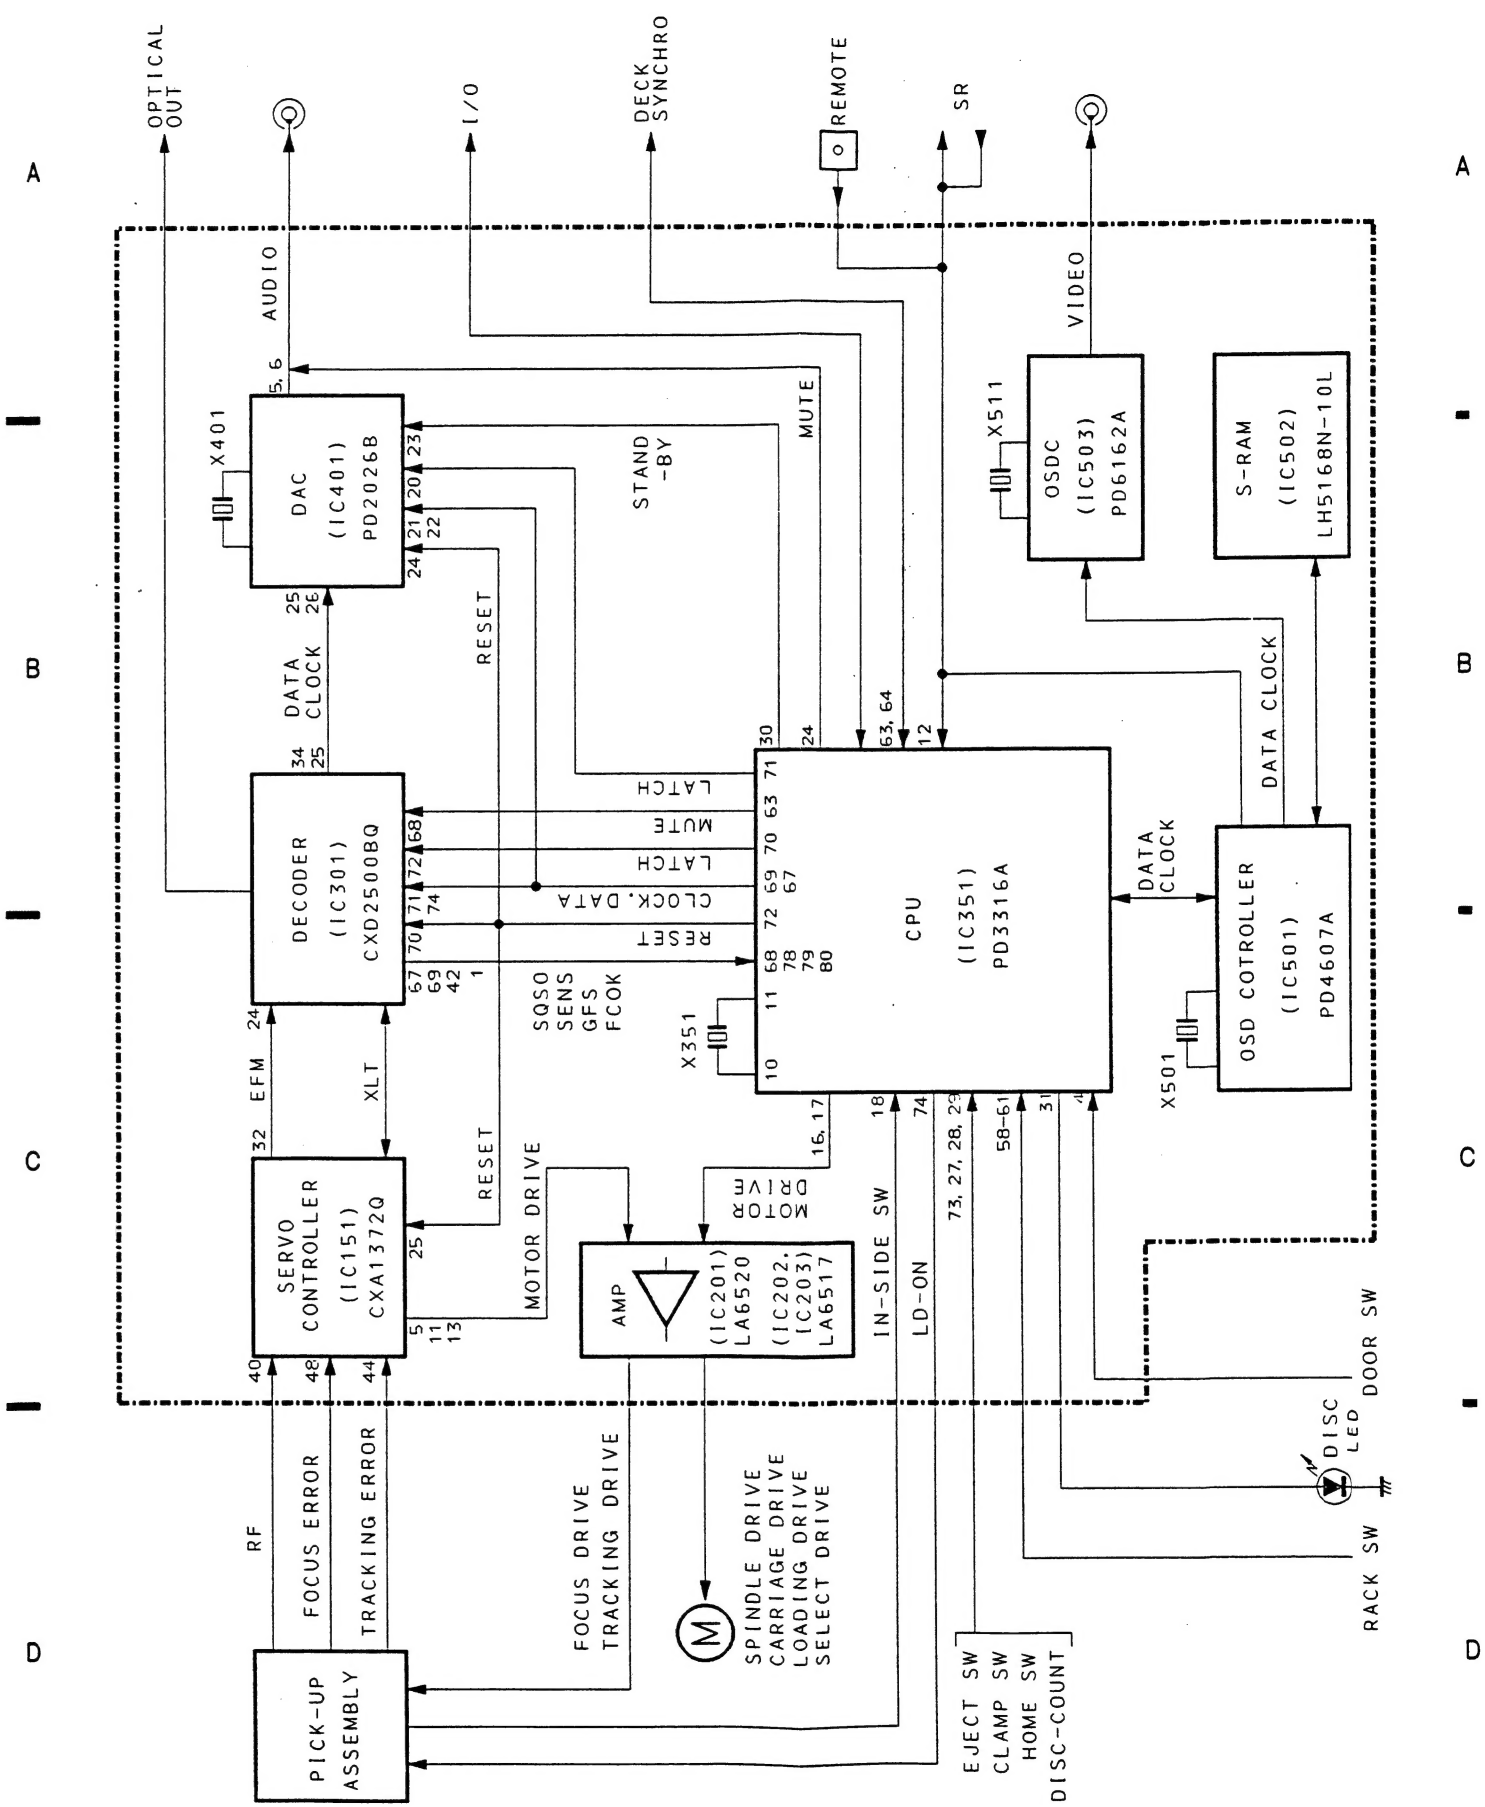 A
B
C
D
A
B
C
D
OPTICAL
OUT
AUDIO
I/O
DECK
SYNCHRO
REMOTE
SR
VIDEO
PICK-UP
ASSEMBLY
RF
FOCUS ERROR
TRACKING ERROR
40
48
44
SERVO
CONTROLLER
(IC151)
CXA1372Q
32
EFM
24
XLT
25
5
11
13
RESET
MOTOR DRIVE
DECODER
(IC301)
CXD2500BQ
34
25
DATA
CLOCK
25
26
67
69
42
1
70
71
74
72
68
DAC
(IC401)
PD2026B
X401
5, 6
24
21
22
20
23
RESET
STAND
-BY
MUTE
SQSO
SENS
GFS
FCOK
RESET
CLOCK.DATA
LATCH
MUTE
LATCH
FOCUS DRIVE
TRACKING DRIVE
AMP
(IC201)
LA6520
(IC202,
IC203)
LA6517
MOTOR
DRIVE
16, 17
M
SPINDLE DRIVE
CARRIAGE DRIVE
LOADING DRIVE
SELECT DRIVE
X351
10
11
68
78
79
80
72
69
67
70
63
71
30
24
63, 64
12
CPU
(IC351)
PD3316A
IN-SIDE SW
18
LD-ON
74
73, 27, 28, 29
58-61
31
4
EJECT SW
CLAMP SW
HOME SW
DISC-COUNT
DATA
CLOCK
X501
OSD COTROLLER
(IC501)
PD4607A
DATA CLOCK
X511
OSDC
(IC503)
PD6162A
S-RAM
(IC502)
LH5168N-10L
RACK SW
DISC
LED
DOOR SW